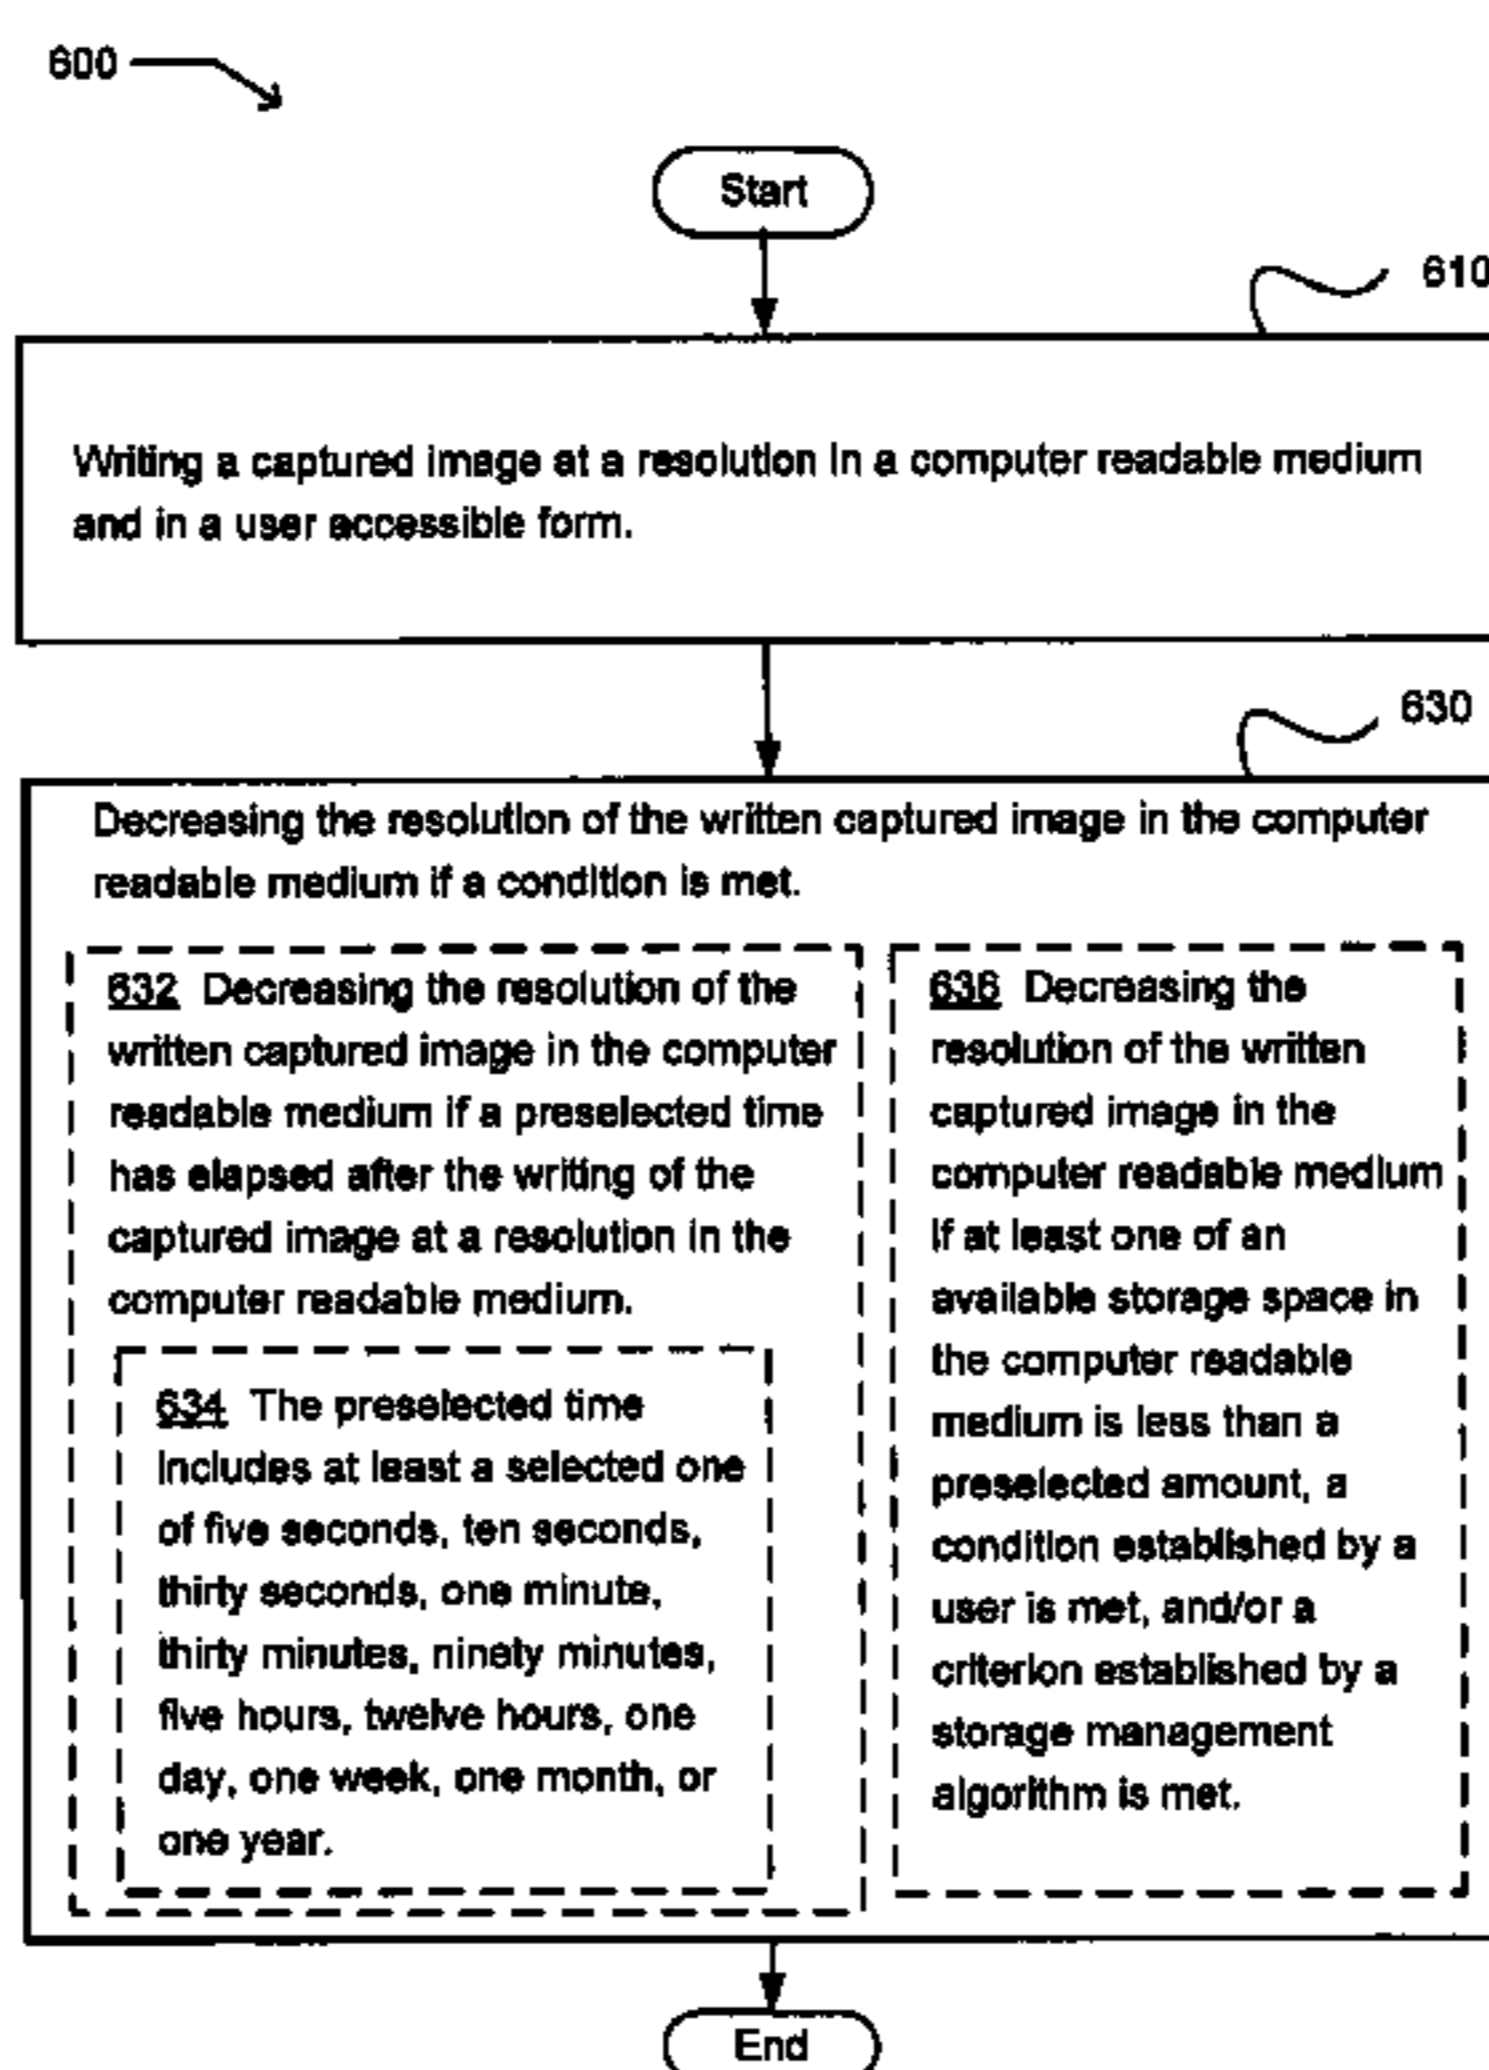 600
Start
610
Writing a captured image at a resolution in a computer readable medium
and in a user accessible form.
630
Decreasing the resolution of the written captured image in the computer
readable medium if a condition is met.
632 Decreasing the resolution of the
written captured image in the computer
readable medium if a preselected time
has elapsed after the writing of the
captured image at a resolution in the
computer readable medium.
634 The preselected time
includes at least a selected one
of five seconds, ten seconds,
thirty seconds, one minute,
thirty minutes, ninety minutes,
five hours, twelve hours, one
day, one week, one month, or
one year.
636 Decreasing the
resolution of the written
captured image in the
computer readable medium
if at least one of an
available storage space in
the computer readable
medium is less than a
preselected amount, a
condition established by a
user is met, and/or a
criterion established by a
storage management
algorithm is met.
End